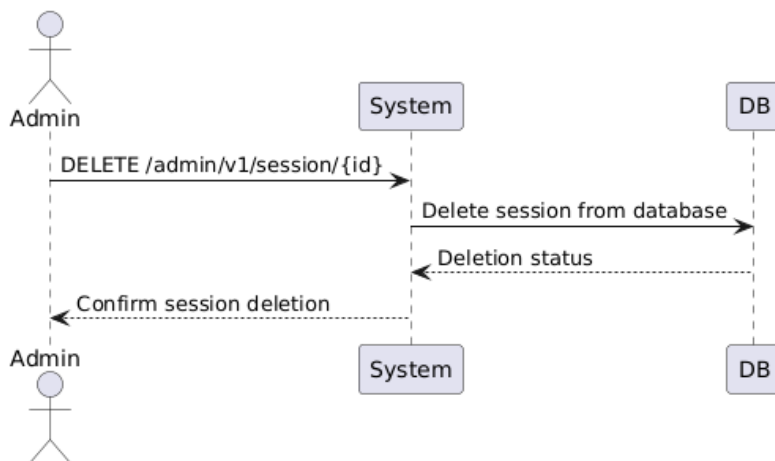 Admin
System
DB
DELETE /admin/v1/session/{id}
Delete session from database
Deletion status
Confirm session deletion
Admin
System
DB